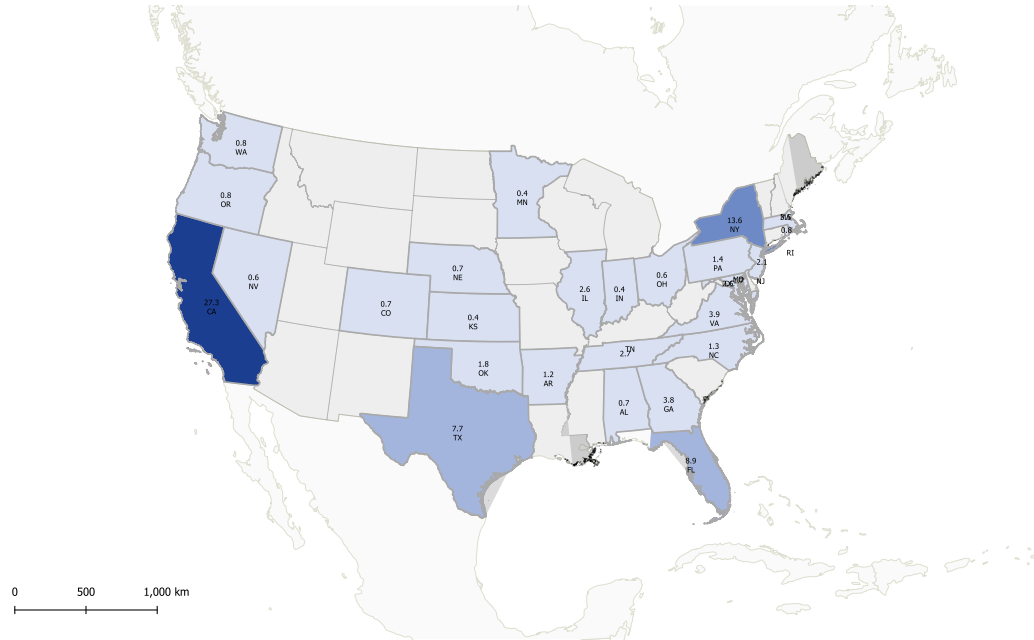 0.8
WA
0.8
OR
0.4
MN
13.6
NY
0.8
RI
1.4
PA
2.1
NJ
0.7
NE
0.6
NV
0.7
CO
2.6
IL
0.4
IN
0.6
OH
27.3
CA
0.4
KS
3.9
VA
1.3
NC
TN
2.7
1.8
OK
1.2
AR
0.7
AL
3.8
GA
7.7
TX
8.9
FL
0 500 1,000 km